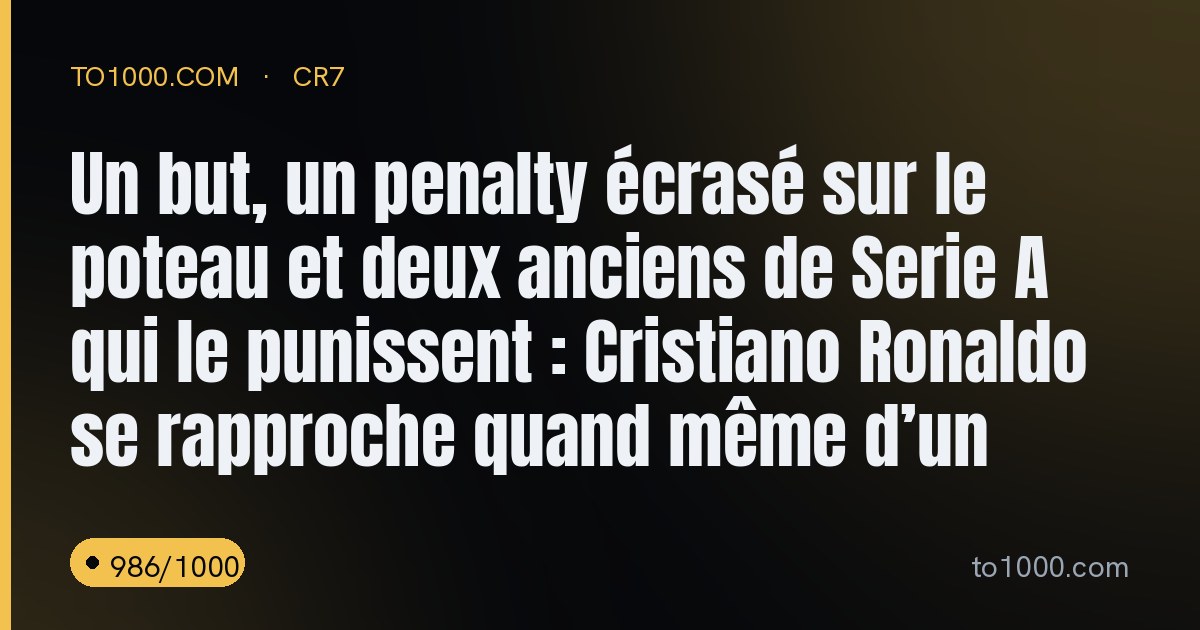 TO1000.COM · CR7
Un but, un penalty écrasé sur le
poteau et deux anciens de Serie A
qui le punissent : Cristiano Ronaldo
se rapproche quand même d’un
986/1000
to1000.com